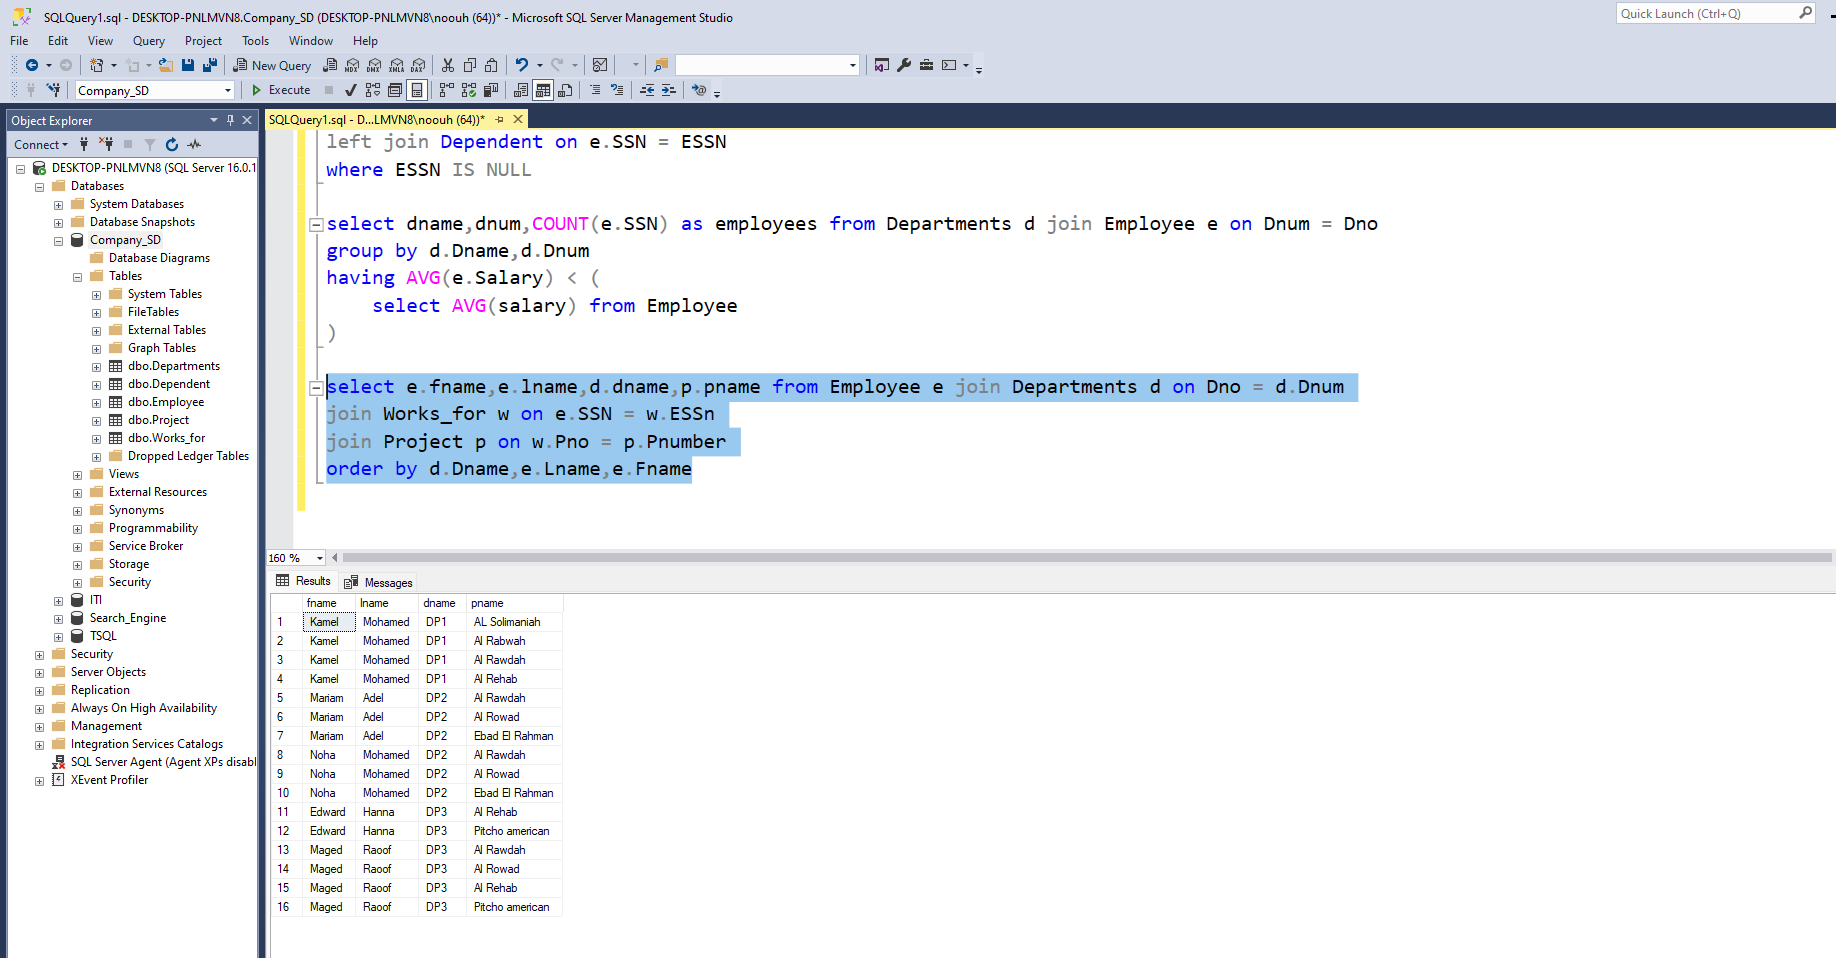 SQLQuery1.sql - DESKTOP-PNLMVN8.Company_SD (DESKTOP-PNLMVN8\noouh (64))* - Microsoft SQL Server Management Studio
Quick Launch (Ctrl+Q)
File Edit View Query Project Tools Window Help
New Query
MDX DMX XMLA DAX
Company_SD
Execute
Object Explorer
Connect
DESKTOP-PNLMVN8 (SQL Server 16.0.1
Databases
System Databases
Database Snapshots
Company_SD
Database Diagrams
Tables
System Tables
FileTables
External Tables
Graph Tables
dbo.Departments
dbo.Dependent
dbo.Employee
dbo.Project
dbo.Works_for
Dropped Ledger Tables
Views
External Resources
Synonyms
Programmability
Service Broker
Storage
Security
ITI
Search_Engine
TSQL
Security
Server Objects
Replication
Always On High Availability
Management
Integration Services Catalogs
SQL Server Agent (Agent XPs disabl
XEvent Profiler
SQLQuery1.sql - D...LMVN8\noouh (64))*
left join Dependent on e.SSN = ESSN
where ESSN IS NULL
select dname,dnum,COUNT(e.SSN) as employees from Departments d join Employee e on Dnum = Dno
group by d.Dname,d.Dnum
having AVG(e.Salary) < (
select AVG(salary) from Employee
)
select e.fname,e.lname,d.dname,p.pname from Employee e join Departments d on Dno = d.Dnum
join Works_for w on e.SSN = w.ESSn
join Project p on w.Pno = p.Pnumber
order by d.Dname,e.Lname,e.Fname
160 %
Results Messages
fname lname dname pname
1 Kamel Mohamed DP1 AL Solimaniah
2 Kamel Mohamed DP1 Al Rabwah
3 Kamel Mohamed DP1 Al Rawdah
4 Kamel Mohamed DP1 Al Rehab
5 Mariam Adel DP2 Al Rawdah
6 Mariam Adel DP2 Al Rowad
7 Mariam Adel DP2 Ebad El Rahman
8 Noha Mohamed DP2 Al Rawdah
9 Noha Mohamed DP2 Al Rowad
10 Noha Mohamed DP2 Ebad El Rahman
11 Edward Hanna DP3 Al Rehab
12 Edward Hanna DP3 Pitcho american
13 Maged Raoof DP3 Al Rawdah
14 Maged Raoof DP3 Al Rowad
15 Maged Raoof DP3 Al Rehab
16 Maged Raoof DP3 Pitcho american